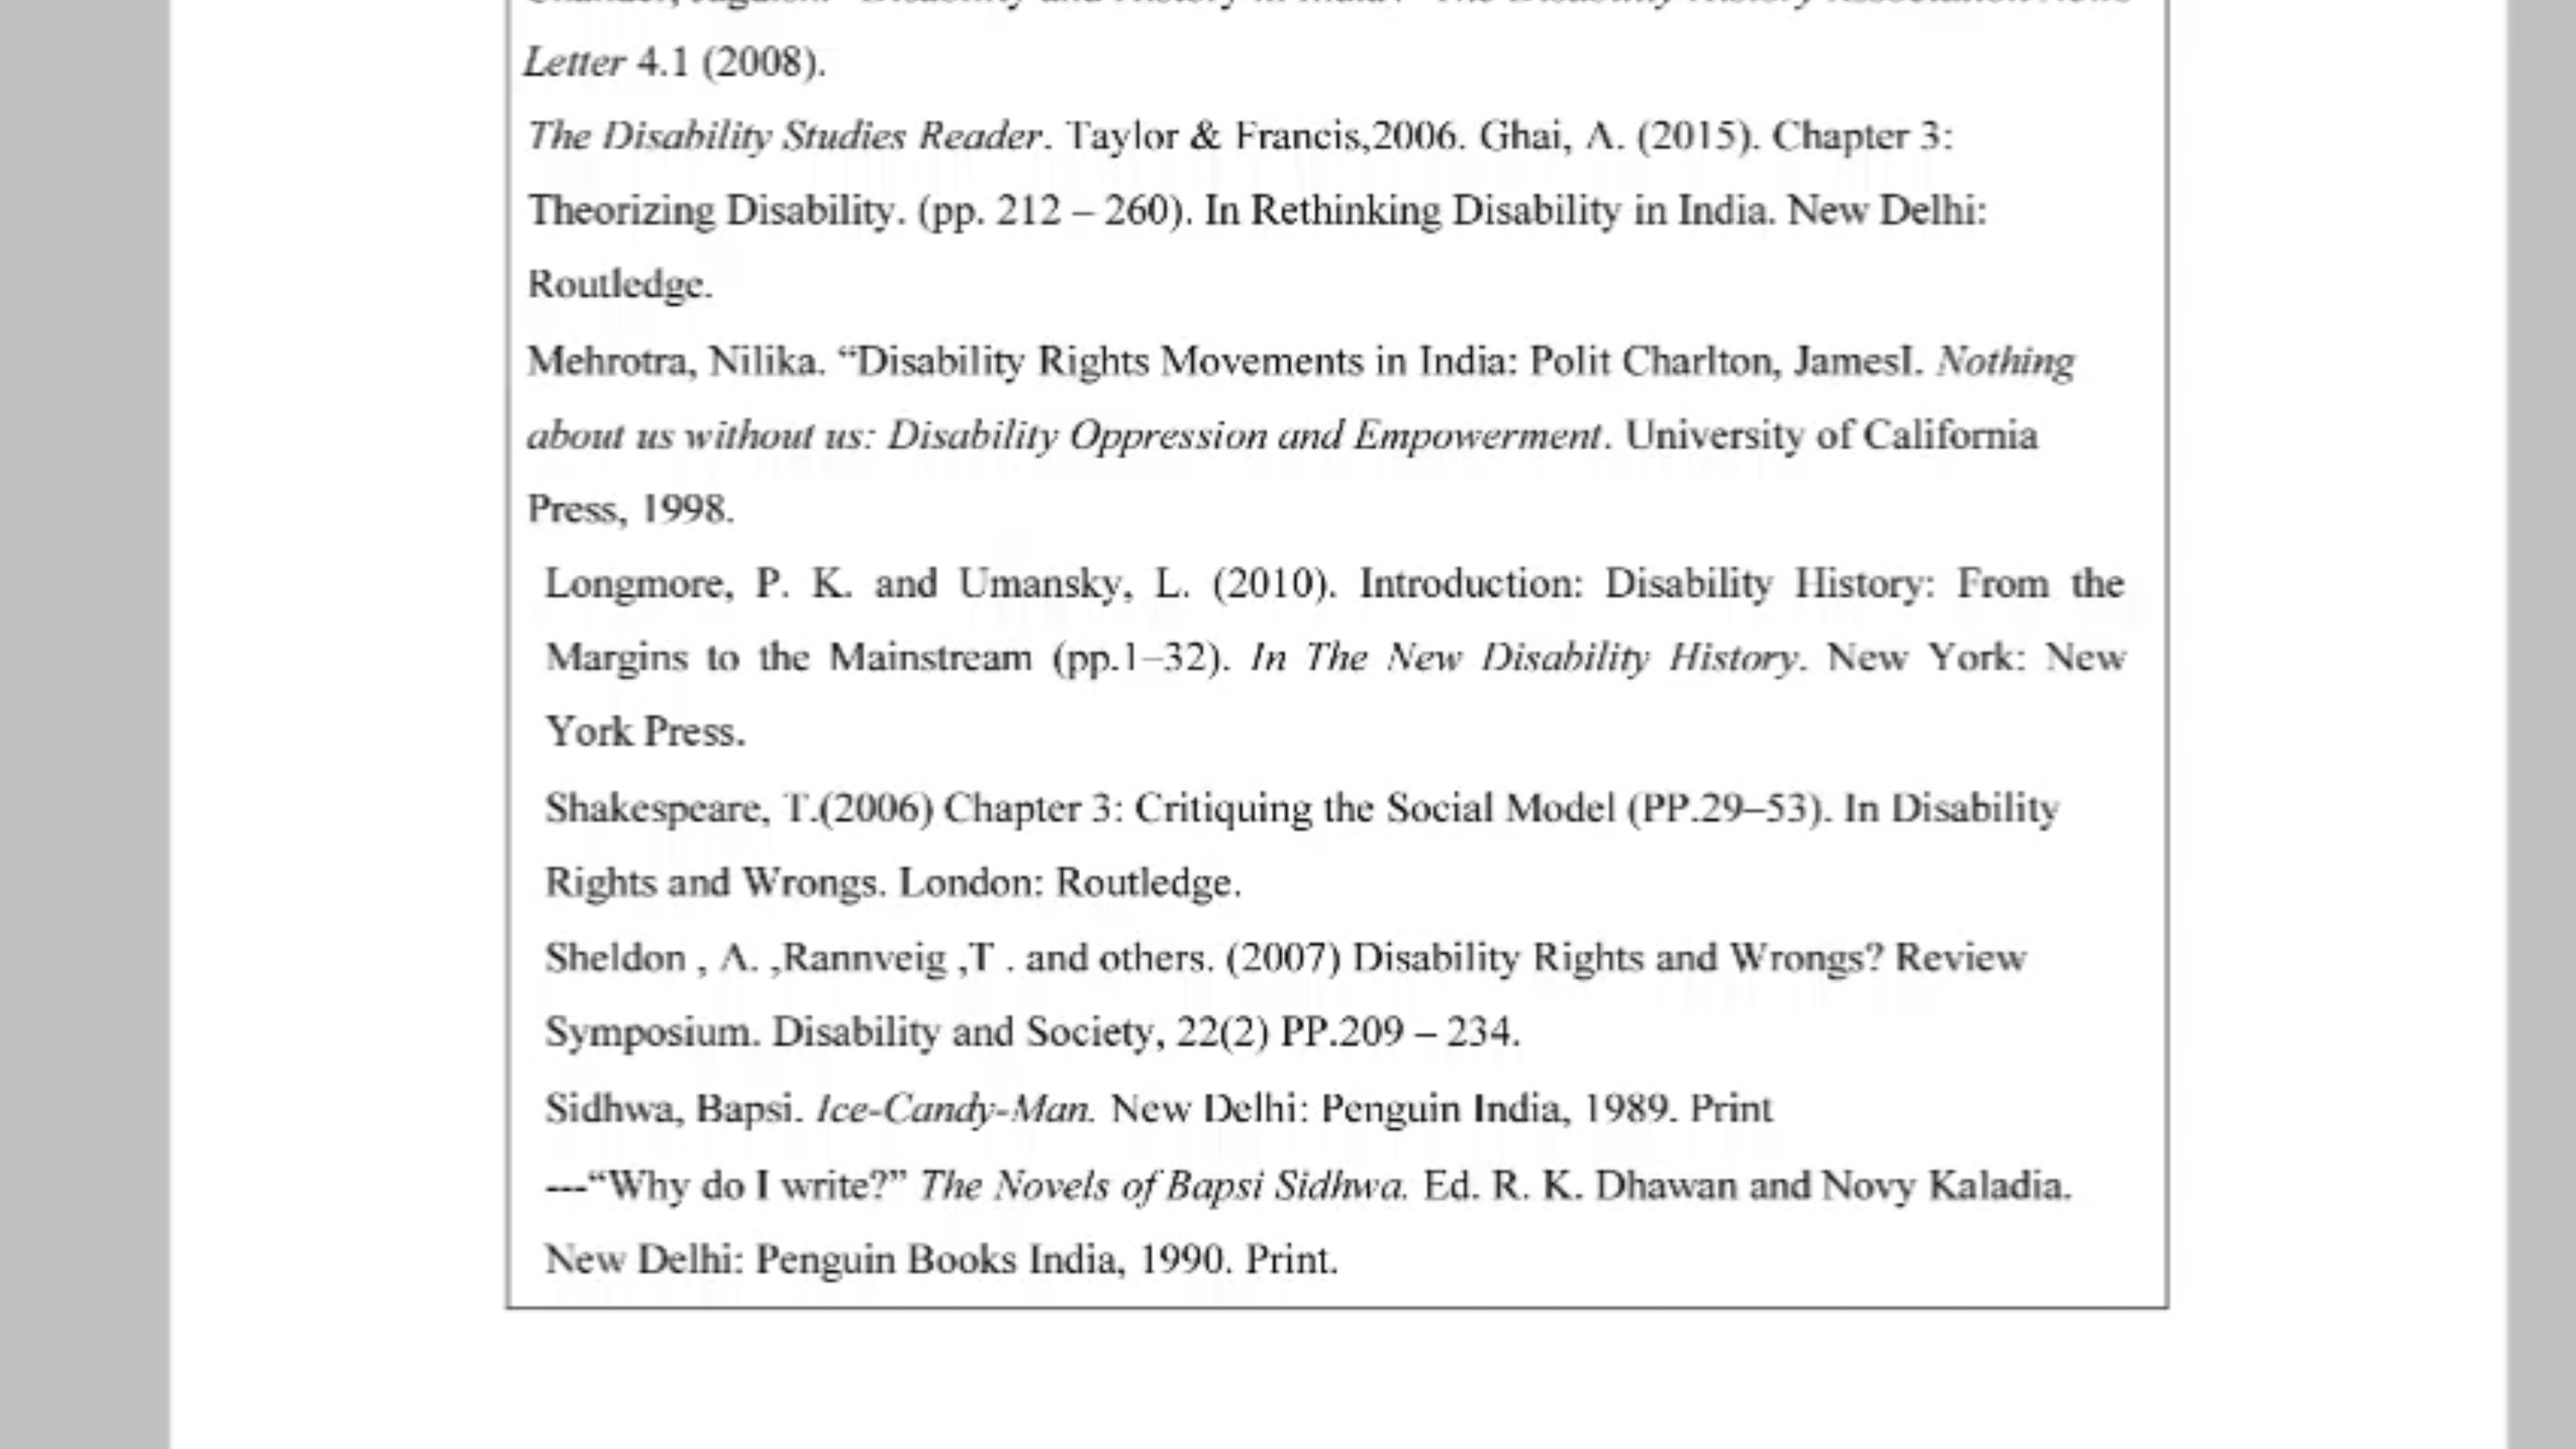 Letter 4.1 (2008).
The Disability Studies Reader. Taylor & Francis,2006. Ghai, A. (2015). Chapter 3:
Theorizing Disability. (pp. 212 – 260). In Rethinking Disability in India. New Delhi:
Routledge.
Mehrotra, Nilika. “Disability Rights Movements in India: Polit Charlton, JamesI. Nothing
about us without us: Disability Oppression and Empowerment. University of California
Press, 1998.
Longmore, P. K. and Umansky, L. (2010). Introduction: Disability History: From the
Margins to the Mainstream (pp.1–32). In The New Disability History. New York: New
York Press.
Shakespeare, T.(2006) Chapter 3: Critiquing the Social Model (PP.29–53). In Disability
Rights and Wrongs. London: Routledge.
Sheldon , A. ,Rannveig ,T . and others. (2007) Disability Rights and Wrongs? Review
Symposium. Disability and Society, 22(2) PP.209 – 234.
Sidhwa, Bapsi. Ice-Candy-Man. New Delhi: Penguin India, 1989. Print
---“Why do I write?” The Novels of Bapsi Sidhwa. Ed. R. K. Dhawan and Novy Kaladia.
New Delhi: Penguin Books India, 1990. Print.